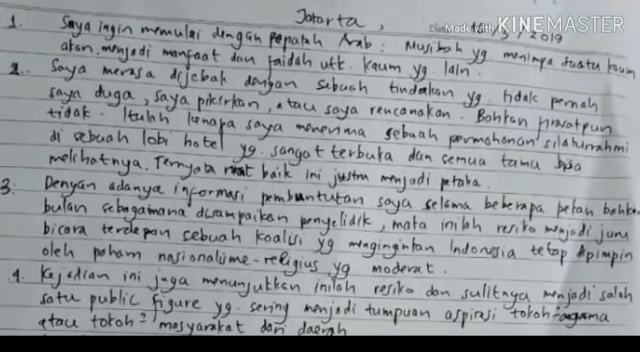 Jakarta, 3 / 2019
Made With KINEMASTER
1. Saya ingin memulai dengan pepatah Arab : Musibah yg menimpa suatu kaum
akan menjadi manfaat dan faidah utk. kaum yg. lain.
2. Saya merasa dijebak dengan sebuah tindakan yg. tidak pernah
saya duga, saya pikirkan, atau saya rencanakan. Bahkan firasatpun
tidak. Itulah kenapa saya menerima sebuah permohonan silahturrahmi
di sebuah lobi hotel yg. sangat terbuka dan semua tamu bisa
melihatnya. Ternyata niat baik ini justru menjadi petaka.
3. Dengan adanya informasi pembuntutan saya selama beberapa pekan bahka
bulan sebagaimana disampaikan penyelidik, maka inilah resiko menjadi juru
bicara terdepan sebuah koalisi yg menginginkan Indonesia tetap dipimpin
oleh paham nasionalisme-religius yg moderat.
4. Kejadian ini juga menunjukkan inilah resiko dan sulitnya menjadi salah
satu public figure yg. sering menjadi tumpuan aspirasi tokoh-agama
atau tokoh2 masyarakat dari daerah